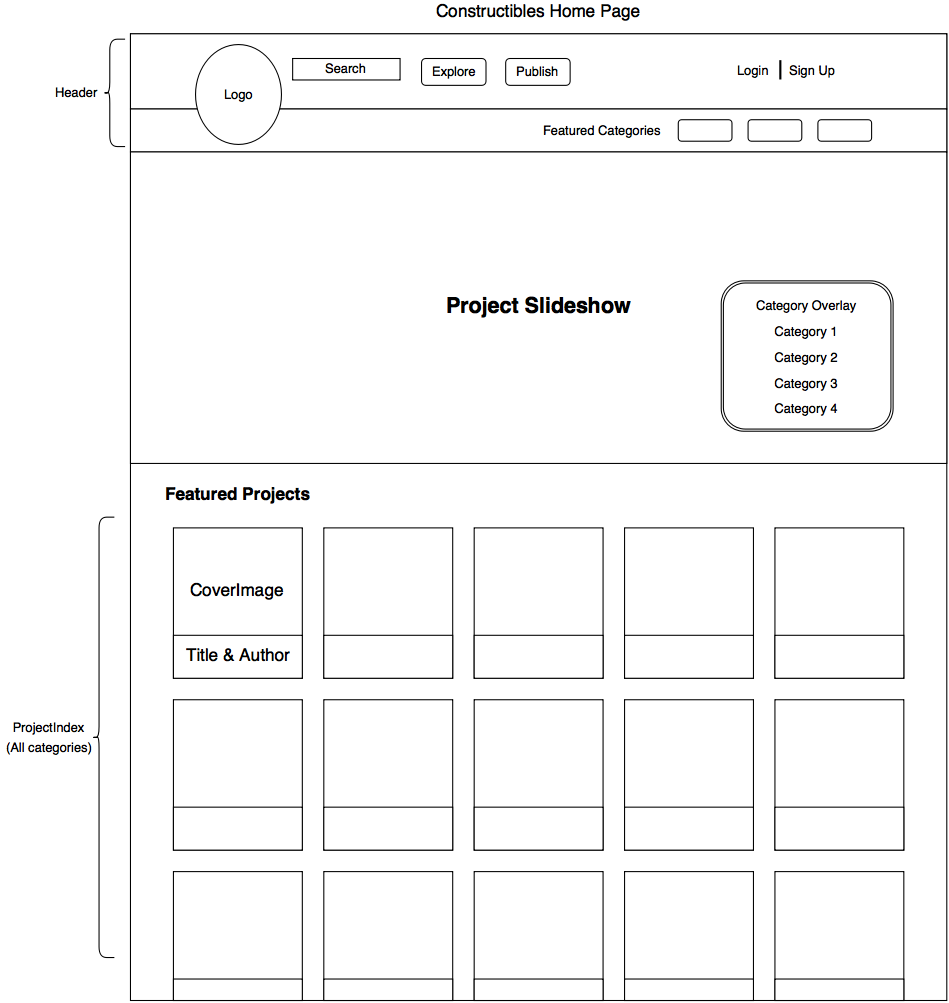 Constructibles Home Page
Header
Logo
Search
Explore
Publish
Login
Sign Up
Featured Categories
Project Slideshow
Category Overlay
Category 1
Category 2
Category 3
Category 4
Featured Projects
CoverImage
Title & Author
ProjectIndex
(All categories)